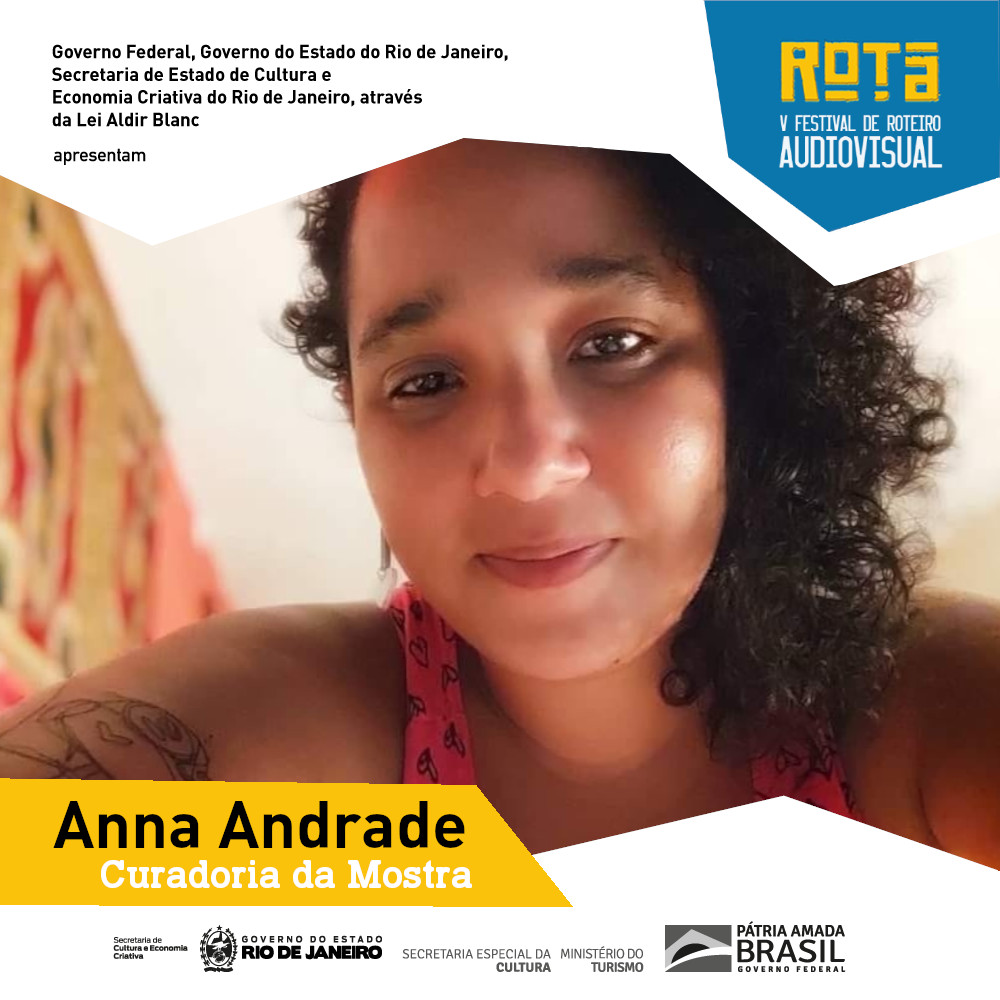 Governo Federal, Governo do Estado do Rio de Janeiro,
Secretaria de Estado de Cultura e
Economia Criativa do Rio de Janeiro, através
da Lei Aldir Blanc
apresentam
ROTA
V FESTIVAL DE ROTEIRO
AUDIOVISUAL
Anna Andrade
Curadoria da Mostra
Secretaria de
Cultura e Economia
Criativa
GOVERNO DO ESTADO
RIO DE JANEIRO
SECRETARIA ESPECIAL DA
CULTURA
MINISTÉRIO DO
TURISMO
PÁTRIA AMADA
BRASIL
GOVERNO FEDERAL